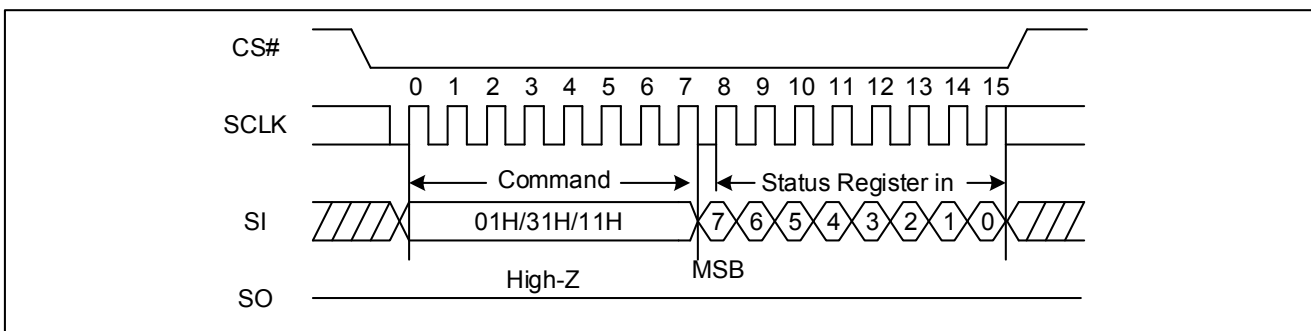 CS#
0 1 2 3 4 5 6 7 8 9 10 11 12 13 14 15
SCLK
Command Status Register in
SI 01H/31H/11H 7 6 5 4 3 2 1 0
High-Z MSB
SO